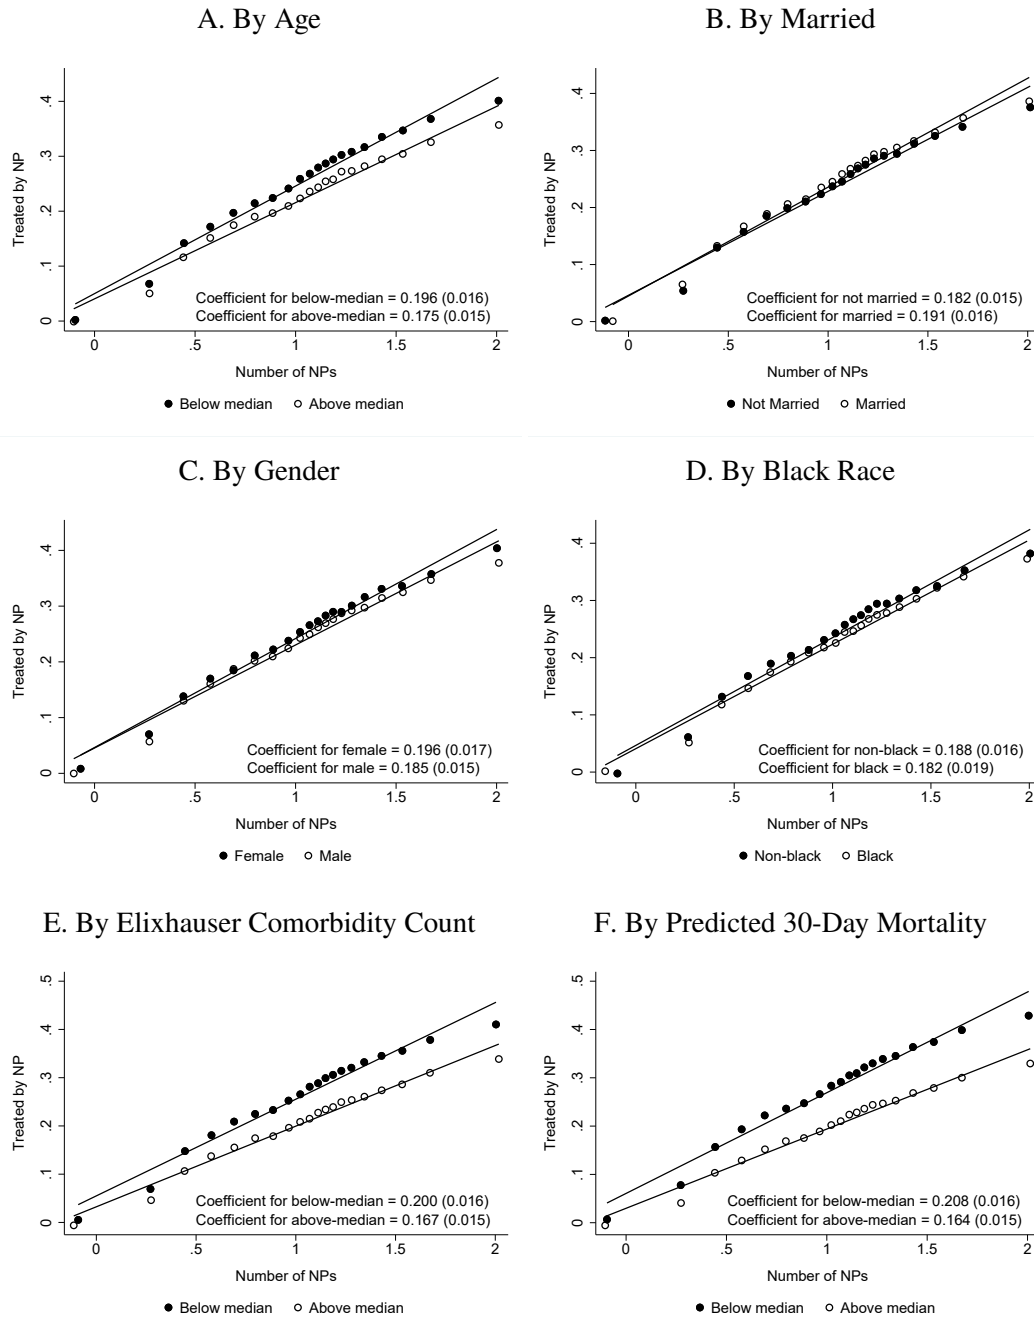 A. By Age
Treated by NP
.4
.3
.2
.1
0
Coefficient for below-median = 0.196 (0.016)
Coefficient for above-median = 0.175 (0.015)
0 .5 1 1.5 2
Number of NPs
Below median Above median
B. By Married
Treated by NP
.4
.3
.2
.1
0
Coefficient for not married = 0.182 (0.015)
Coefficient for married = 0.191 (0.016)
0 .5 1 1.5 2
Number of NPs
Not Married Married
C. By Gender
Treated by NP
.4
.3
.2
.1
0
Coefficient for female = 0.196 (0.017)
Coefficient for male = 0.185 (0.015)
0 .5 1 1.5 2
Number of NPs
Female Male
D. By Black Race
Treated by NP
.4
.3
.2
.1
0
Coefficient for non-black = 0.188 (0.016)
Coefficient for black = 0.182 (0.019)
0 .5 1 1.5 2
Number of NPs
Non-black Black
E. By Elixhauser Comorbidity Count
Treated by NP
.5
.4
.3
.2
.1
0
Coefficient for below-median = 0.200 (0.016)
Coefficient for above-median = 0.167 (0.015)
0 .5 1 1.5 2
Number of NPs
Below median Above median
F. By Predicted 30-Day Mortality
Treated by NP
.5
.4
.3
.2
.1
0
Coefficient for below-median = 0.208 (0.016)
Coefficient for above-median = 0.164 (0.015)
0 .5 1 1.5 2
Number of NPs
Below median Above median